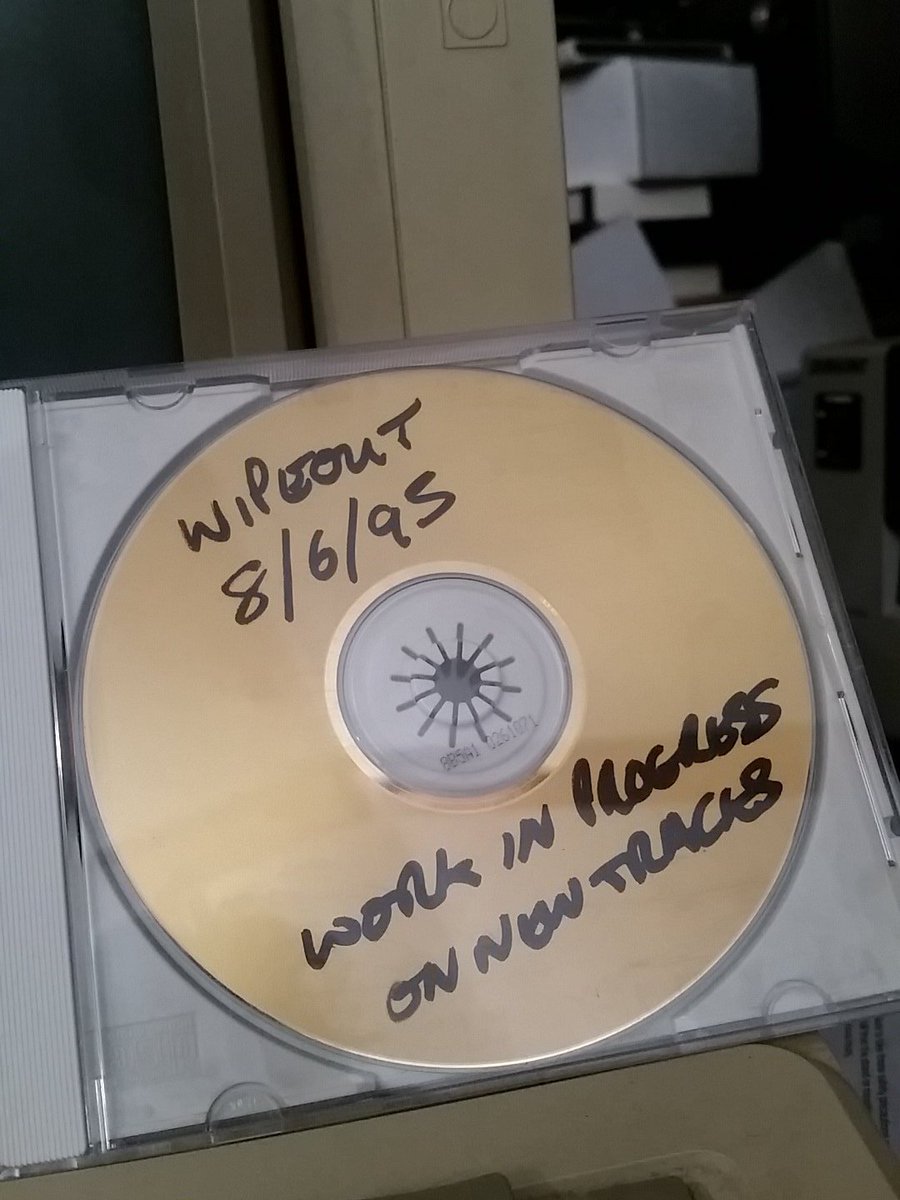 WIPEOUT
8/6/95
WORK IN PROGRESS
ON NEW TRACKS